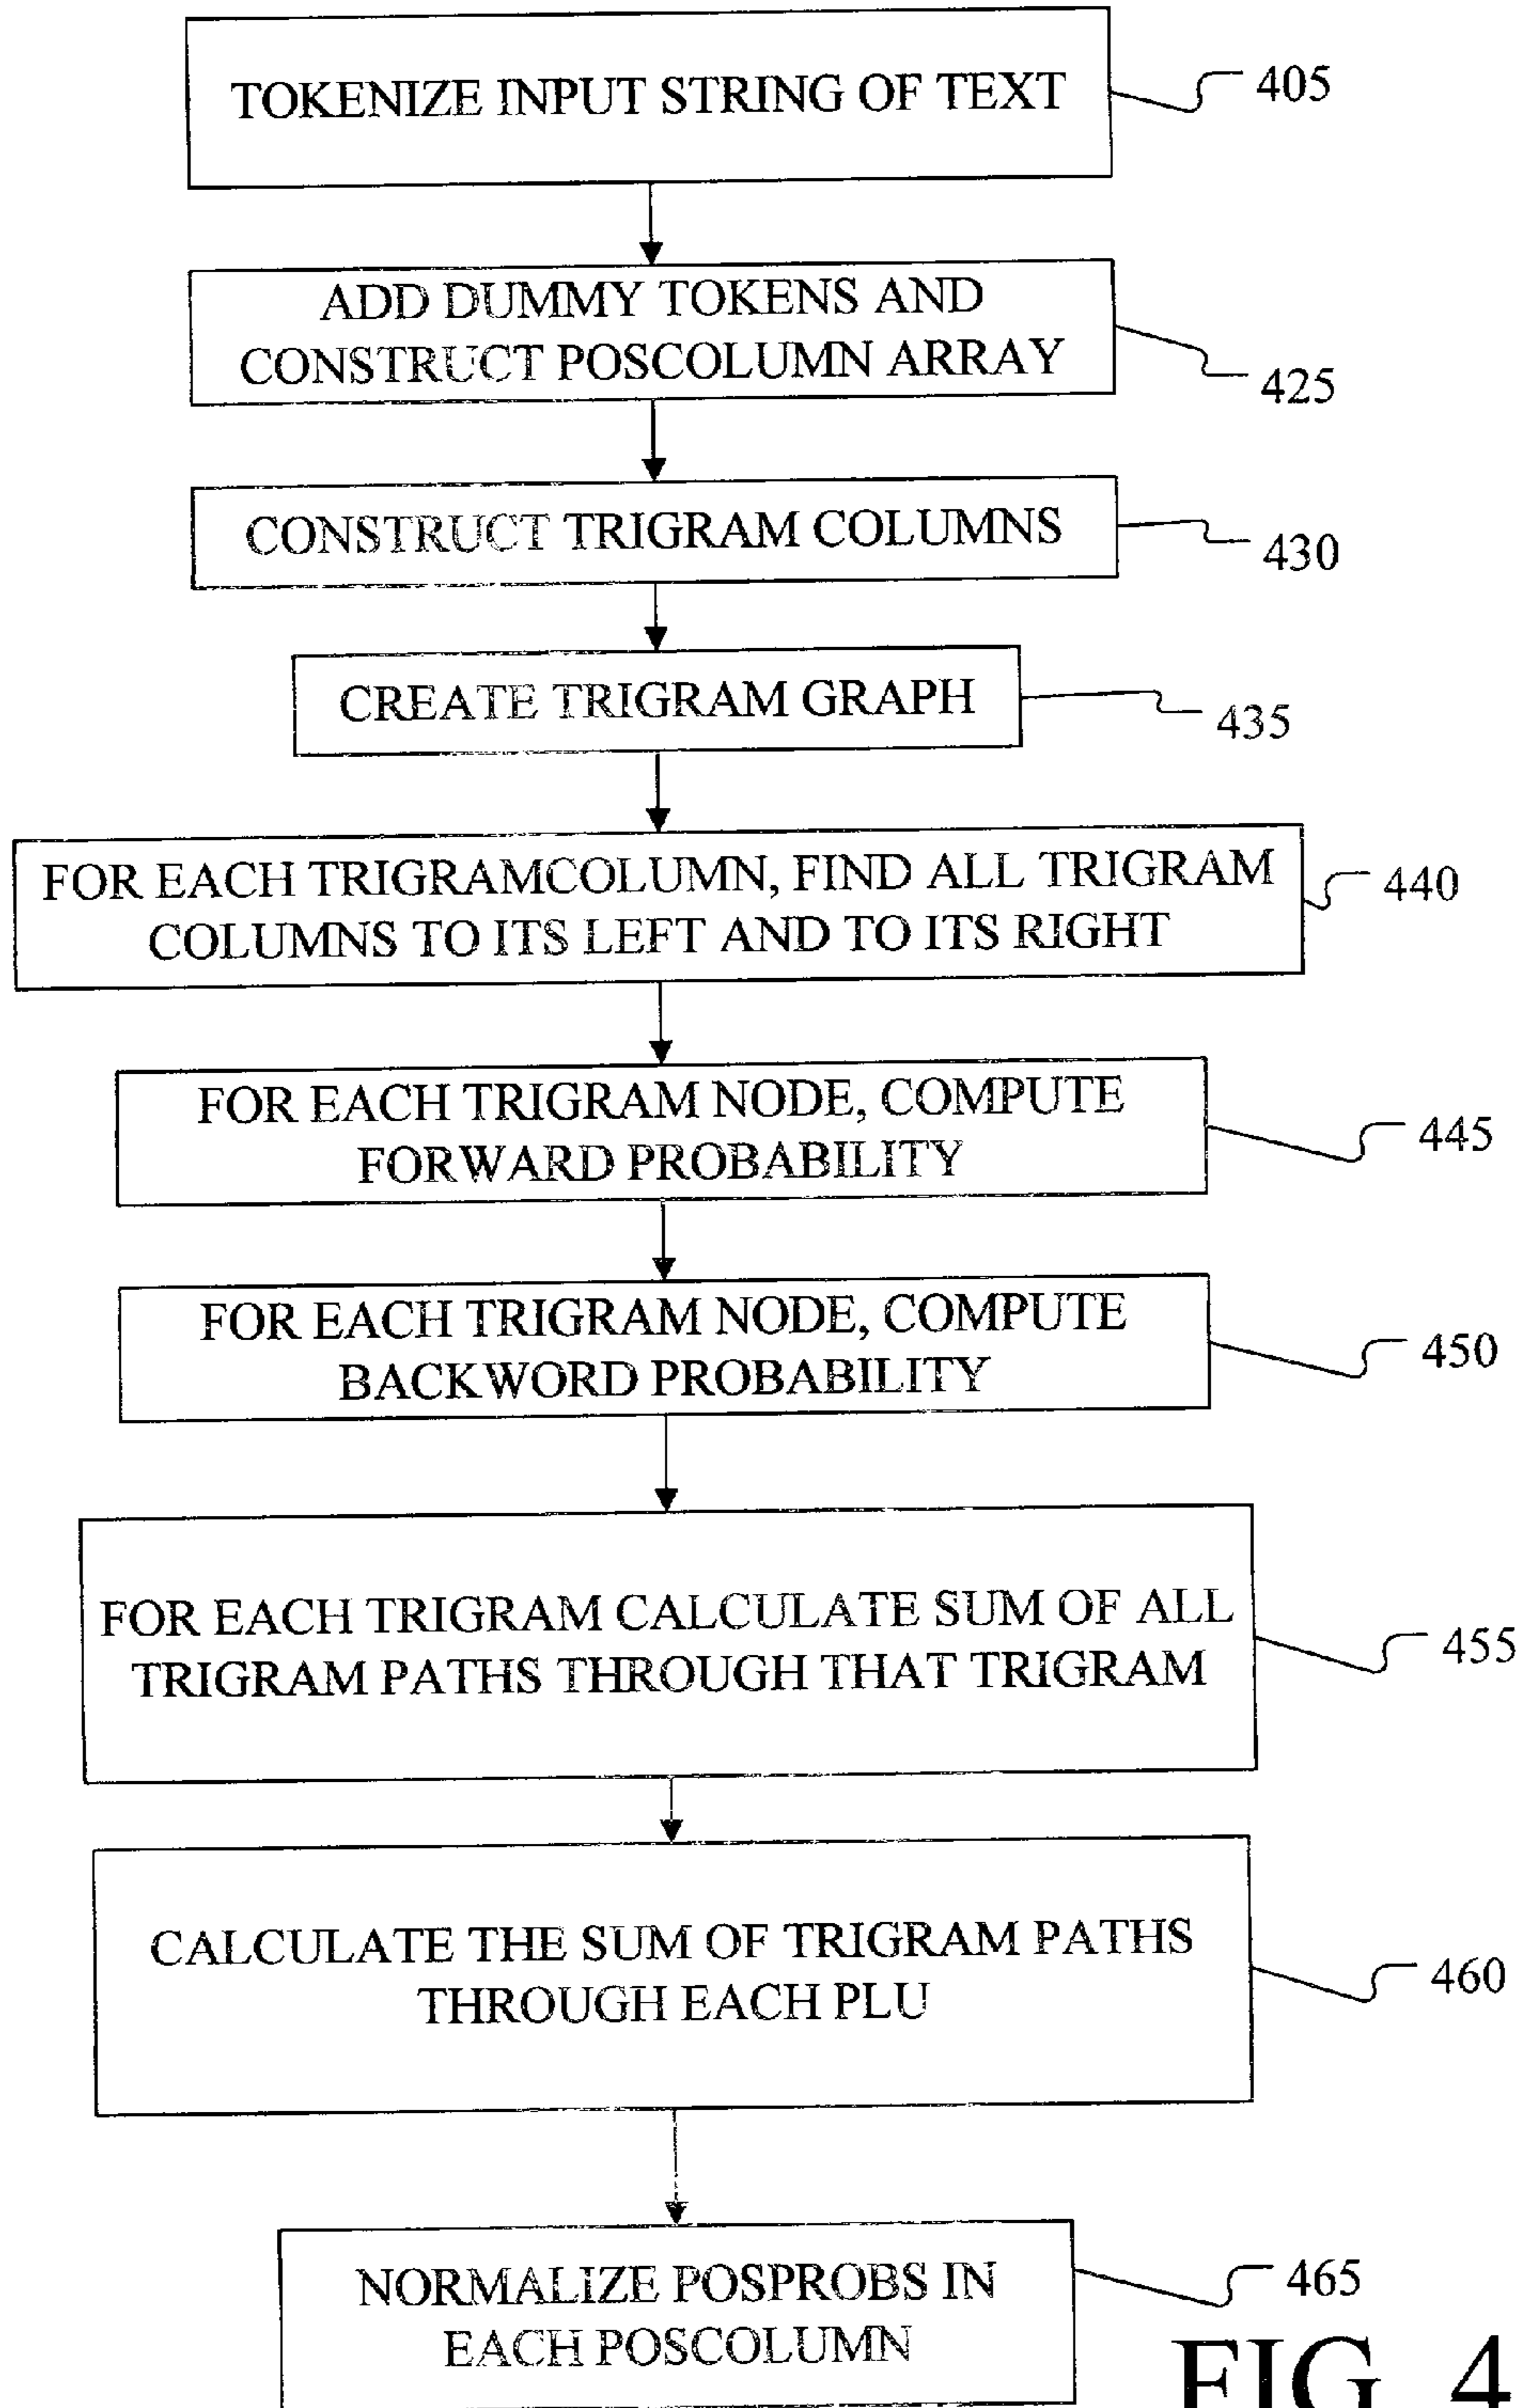 TOKENIZE INPUT STRING OF TEXT
405
ADD DUMMY TOKENS AND
CONSTRUCT POSCOLUMN ARRAY
425
CONSTRUCT TRIGRAM COLUMNS
430
CREATE TRIGRAM GRAPH
435
FOR EACH TRIGRAMCOLUMN, FIND ALL TRIGRAM
COLUMNS TO ITS LEFT AND TO ITS RIGHT
440
FOR EACH TRIGRAM NODE, COMPUTE
FORWARD PROBABILITY
445
FOR EACH TRIGRAM NODE, COMPUTE
BACKWORD PROBABILITY
450
FOR EACH TRIGRAM CALCULATE SUM OF ALL
TRIGRAM PATHS THROUGH THAT TRIGRAM
455
CALCULATE THE SUM OF TRIGRAM PATHS
THROUGH EACH PLU
460
NORMALIZE POSPROBS IN
EACH POSCOLUMN
465
FIG. 4